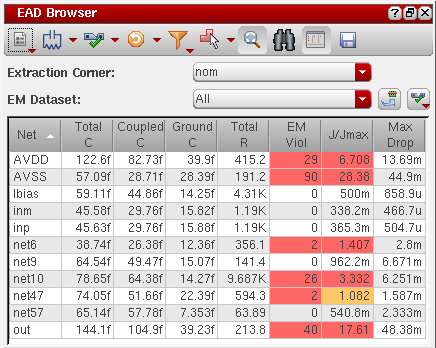 EAD Browser
Extraction Corner: nom
EM Dataset: All
Net Total C Coupled C Ground C Total R EM Viol J/Jmax Max Drop
AVDD 122.6f 82.73f 39.9f 415.2 29 6.708 13.69m
AVSS 57.09f 28.71f 28.39f 191.2 90 28.38 44.9m
Ibias 59.11f 44.86f 14.25f 4.31K 0 500m 858.9u
inm 45.58f 29.76f 15.82f 1.19K 0 338.2m 466.7u
inp 45.63f 29.76f 15.88f 1.19K 0 365.3m 504.7u
net6 38.74f 26.38f 12.36f 356.1 2 1.407 2.8m
net9 64.54f 49.47f 15.07f 141.4 0 962.2m 6.671m
net10 78.65f 64.38f 14.27f 9.687K 26 3.332 6.251m
net47 74.05f 51.66f 22.39f 594.3 2 1.082 1.587m
net57 65.14f 57.78f 7.353f 63.89 0 540.8m 2.333m
out 144.1f 104.9f 39.23f 213.8 40 17.61 48.38m